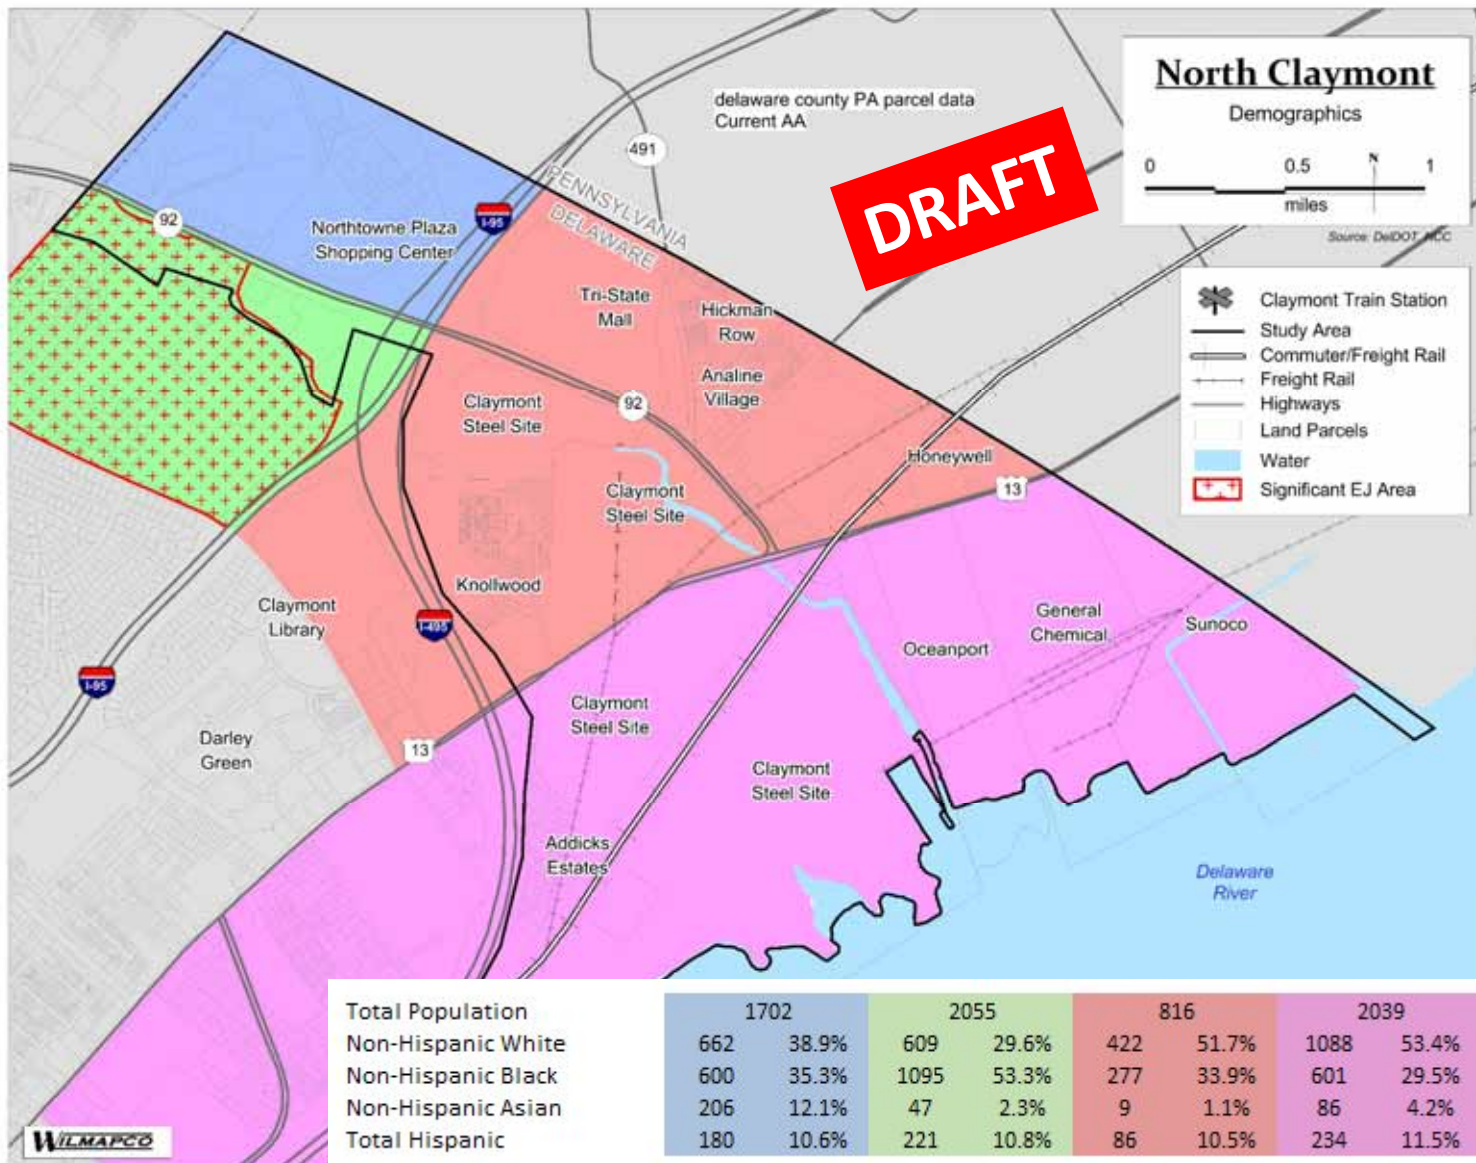 North Claymont
Demographics
0 0.5 1
N
miles
Source: DelDOT, NCC
delaware county PA parcel data
Current AA
DRAFT
491
PENNSYLVANIA
DELAWARE
92
Northtowne Plaza
Shopping Center
I-95
Tri-State
Mall
Hickman
Row
Analine
Village
Claymont
Steel Site
92
Honeywell
13
Claymont
Steel Site
Claymont Train Station
Study Area
Commuter/Freight Rail
Freight Rail
Highways
Land Parcels
Water
Significant EJ Area
Knollwood
Claymont
Library
I-495
I-95
General
Chemical
Sunoco
Oceanport
Claymont
Steel Site
Darley
Green
13
Claymont
Steel Site
Addicks
Estates
Delaware
River
Total Population 1702 2055 816 2039
Non-Hispanic White 662 38.9% 609 29.6% 422 51.7% 1088 53.4%
Non-Hispanic Black 600 35.3% 1095 53.3% 277 33.9% 601 29.5%
Non-Hispanic Asian 206 12.1% 47 2.3% 9 1.1% 86 4.2%
Total Hispanic 180 10.6% 221 10.8% 86 10.5% 234 11.5%
WILMAPCO